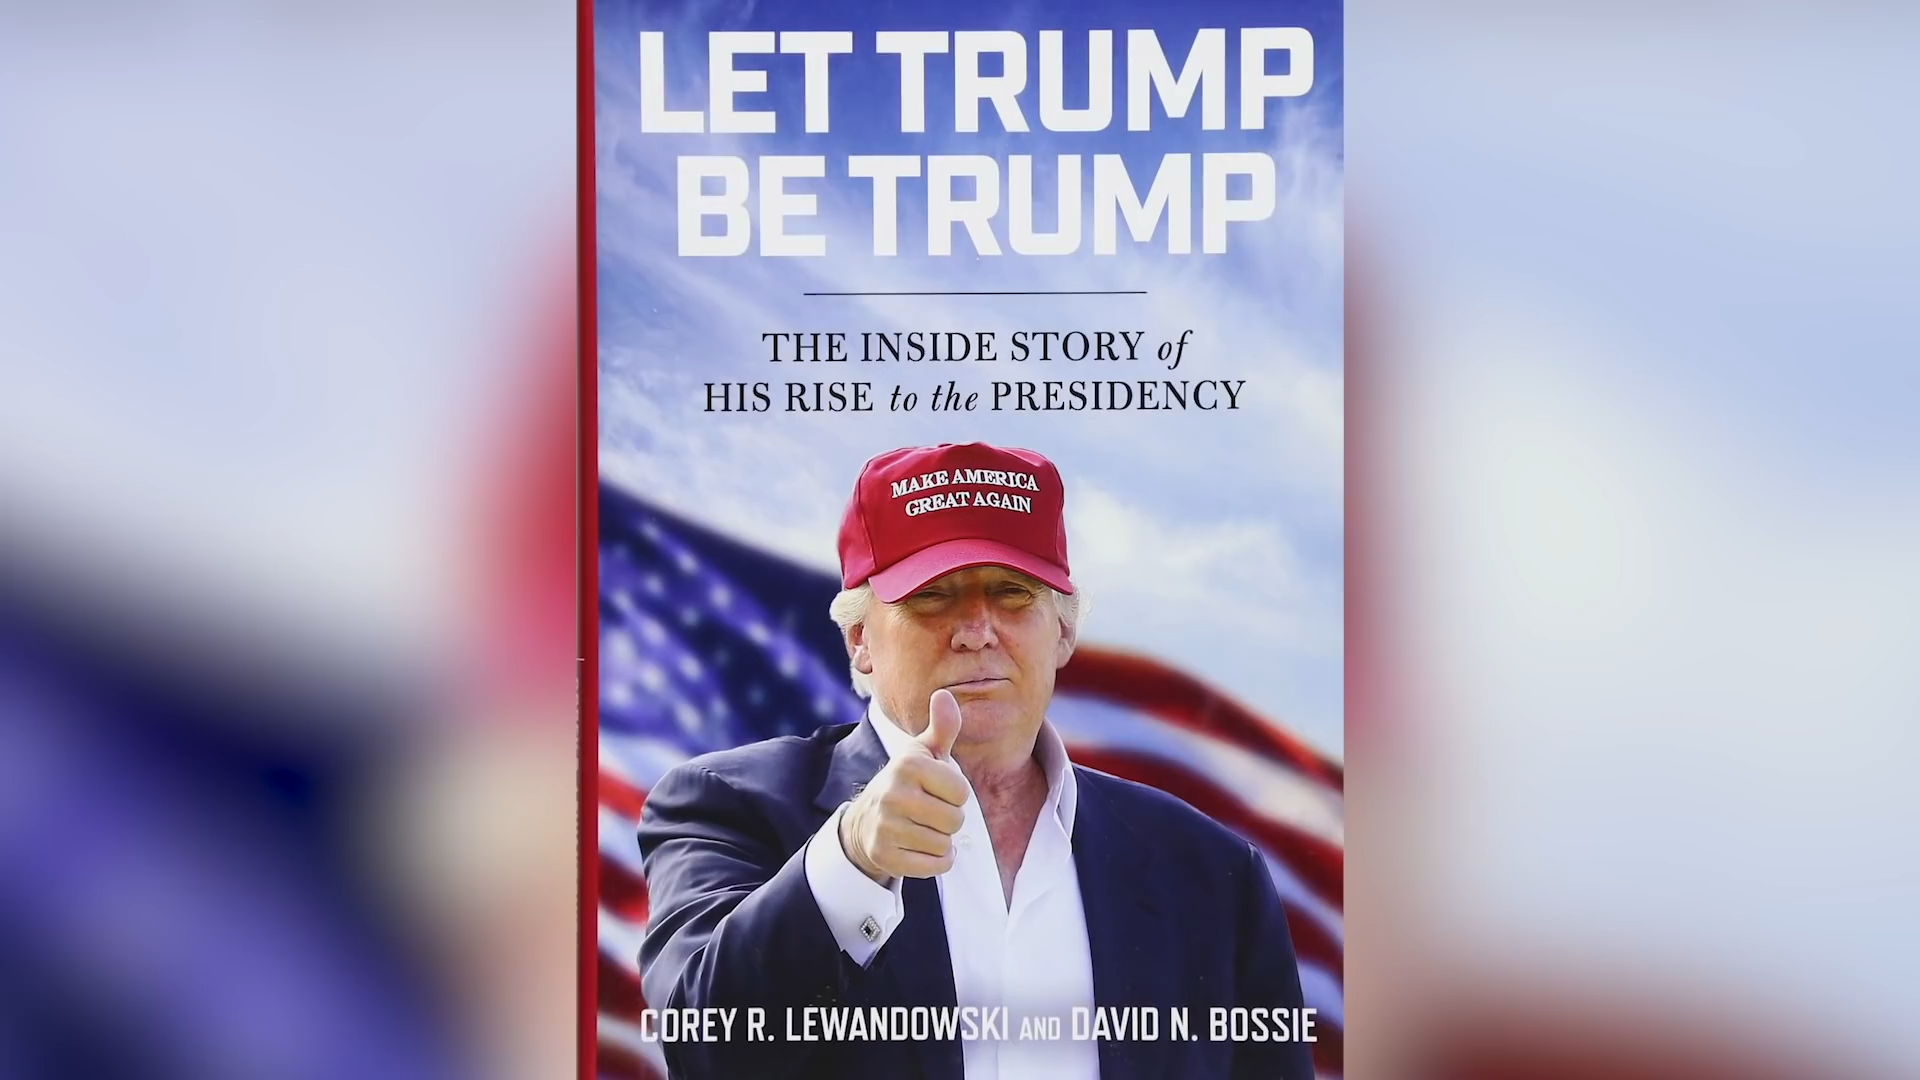 LET TRUMP
BE TRUMP
THE INSIDE STORY of
HIS RISE to the PRESIDENCY
MAKE AMERICA
GREAT AGAIN
COREY R. LEWANDOWSKI AND DAVID N. BOSSIE